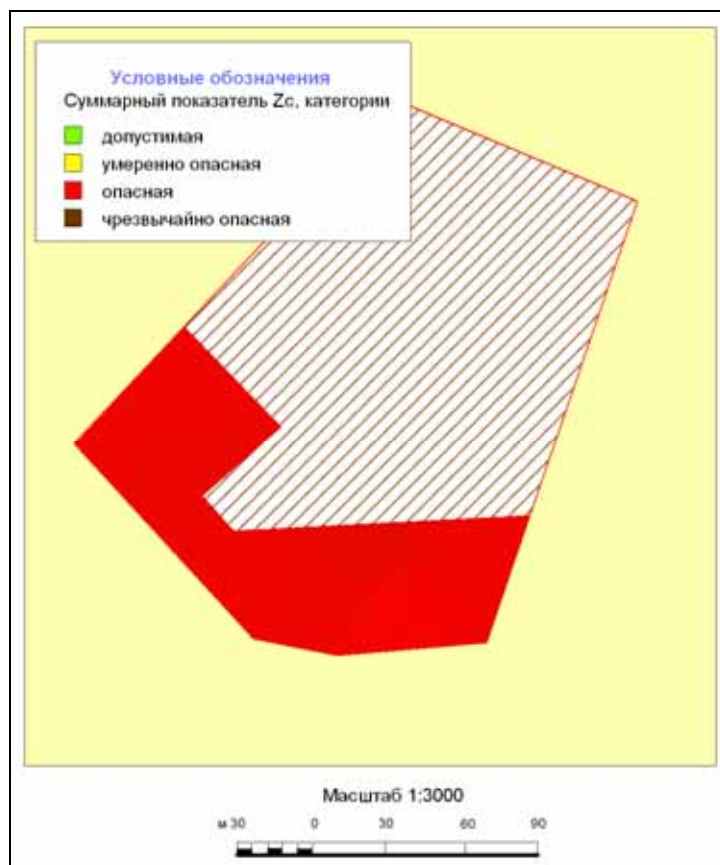 Условные обозначения
Суммарный показатель Zc, категории
допустимая
умеренно опасная
опасная
чрезвычайно опасная
Масштаб 1:3000
м 30 0 30 60 90